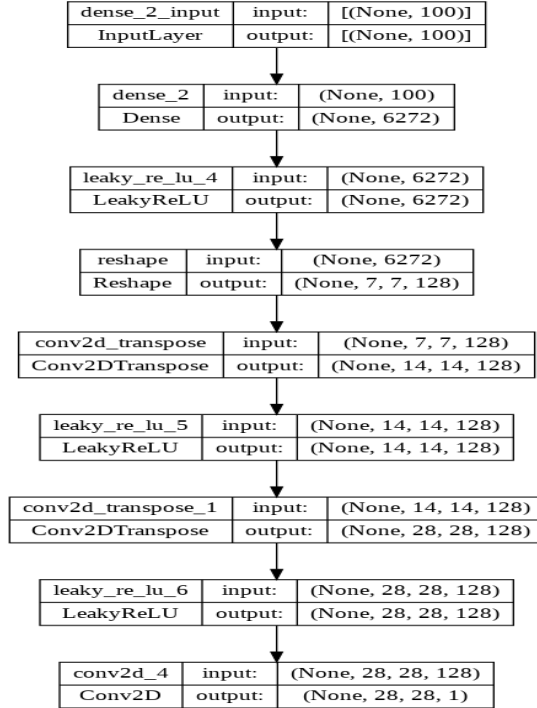 dense_2_input input: [(None, 100)]
InputLayer output: [(None, 100)]
dense_2 input: (None, 100)
Dense output: (None, 6272)
leaky_re_lu_4 input: (None, 6272)
LeakyReLU output: (None, 6272)
reshape input: (None, 6272)
Reshape output: (None, 7, 7, 128)
conv2d_transpose input: (None, 7, 7, 128)
Conv2DTranspose output: (None, 14, 14, 128)
leaky_re_lu_5 input: (None, 14, 14, 128)
LeakyReLU output: (None, 14, 14, 128)
conv2d_transpose_1 input: (None, 14, 14, 128)
Conv2DTranspose output: (None, 28, 28, 128)
leaky_re_lu_6 input: (None, 28, 28, 128)
LeakyReLU output: (None, 28, 28, 128)
conv2d_4 input: (None, 28, 28, 128)
Conv2D output: (None, 28, 28, 1)